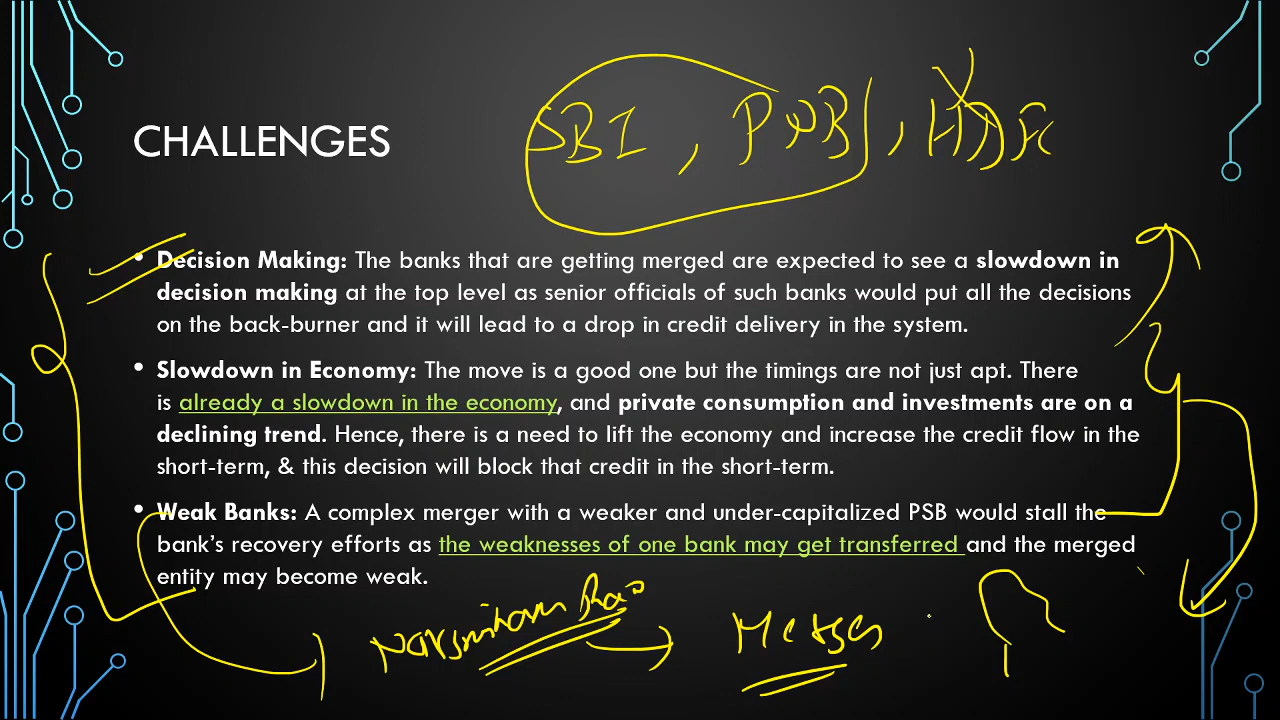 SBI, PNB, HDFC
CHALLENGES
• Decision Making: The banks that are getting merged are expected to see a slowdown in
decision making at the top level as senior officials of such banks would put all the decisions
on the back-burner and it will lead to a drop in credit delivery in the system.
• Slowdown in Economy: The move is a good one but the timings are not just apt. There
is already a slowdown in the economy, and private consumption and investments are on a
declining trend. Hence, there is a need to lift the economy and increase the credit flow in the
short-term, & this decision will block that credit in the short-term.
• Weak Banks: A complex merger with a weaker and under-capitalized PSB would stall the
bank's recovery efforts as the weaknesses of one bank may get transferred and the merged
entity may become weak.